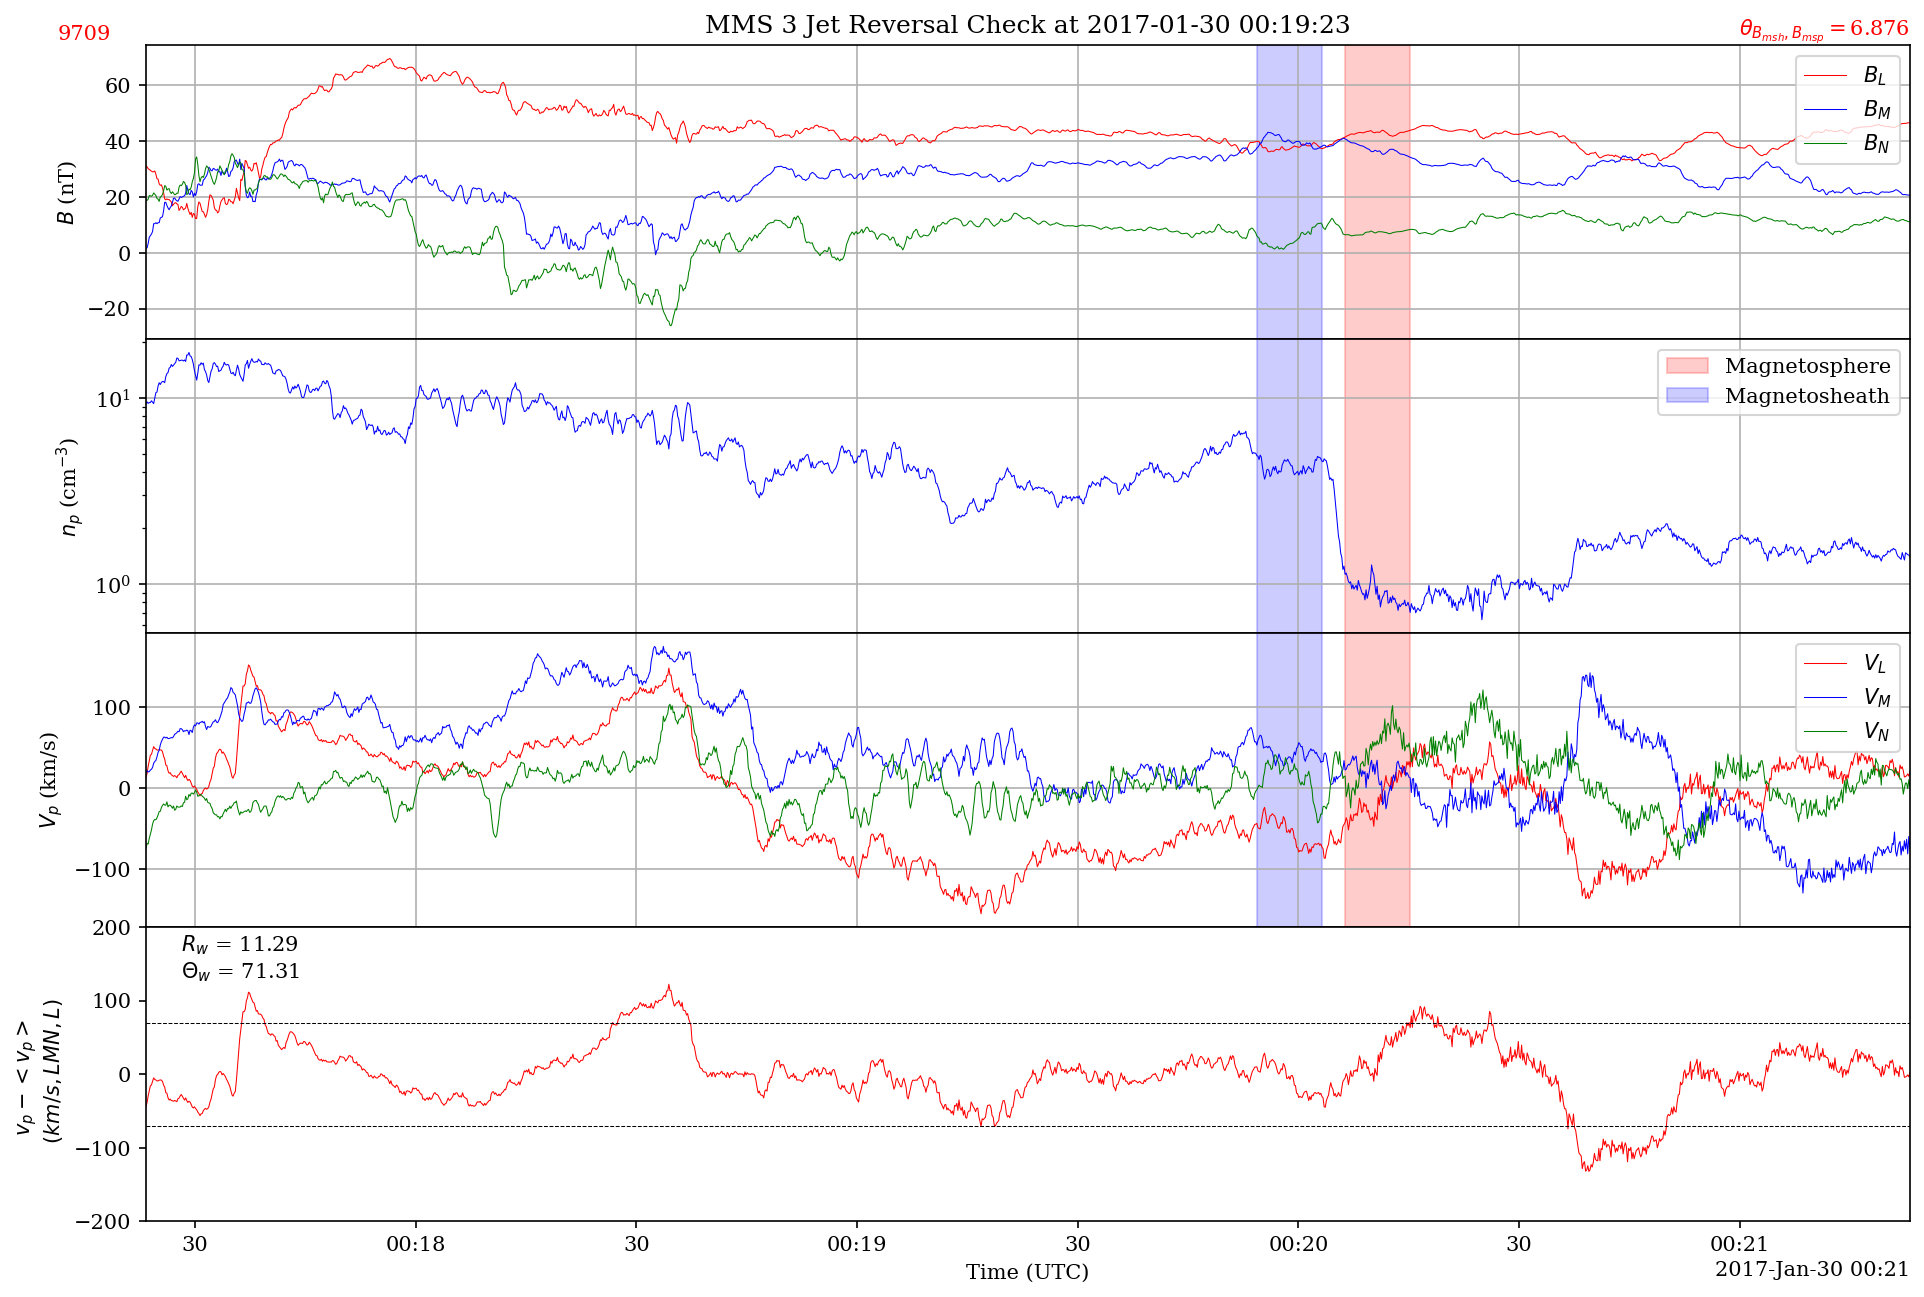 MMS 3 Jet Reversal Check at 2017-01-30 00:19:23
9709
θ_{B_{msh}, B_{msp}} = 6.876
B (nT)
60
40
20
0
−20
B_L
B_M
B_N
n_p (cm^{−3})
10^1
10^0
Magnetosphere
Magnetosheath
V_p (km/s)
100
0
−100
V_L
V_M
V_N
v_p − < v_p >
(km/s, LMN, L)
200
100
0
−100
−200
R_w = 11.29
Θ_w = 71.31
30 00:18 30 00:19 30 00:20 30 00:21
Time (UTC)
2017-Jan-30 00:21